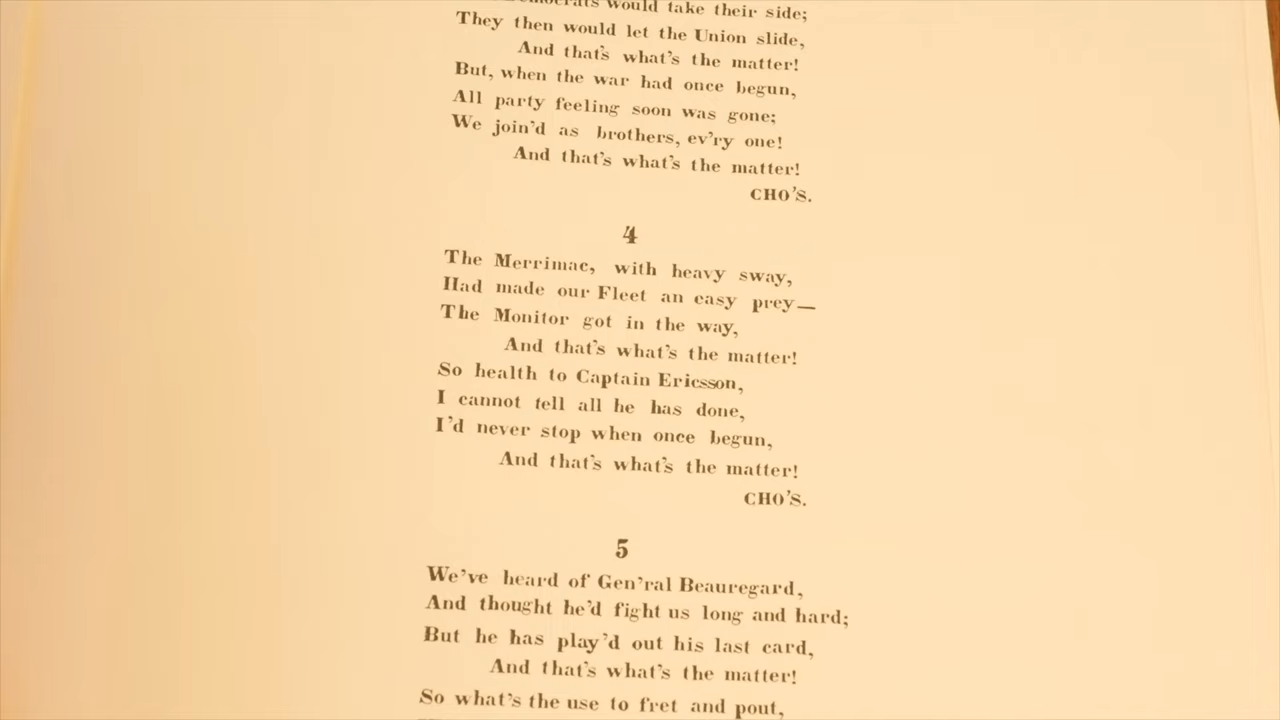 would take their side;
They then would let the Union slide,
And that's what's the matter!
But, when the war had once begun,
All party feeling soon was gone;
We join'd as brothers, ev'ry one!
And that's what's the matter!
CHO'S.
4
The Merrimac, with heavy sway,
Had made our Fleet an easy prey—
The Monitor got in the way,
And that's what's the matter!
So health to Captain Ericsson,
I cannot tell all he has done,
I'd never stop when once begun,
And that's what's the matter!
CHO'S.
5
We've heard of Gen'ral Beauregard,
And thought he'd fight us long and hard;
But he has play'd out his last card,
And that's what's the matter!
So what's the use to fret and pout,